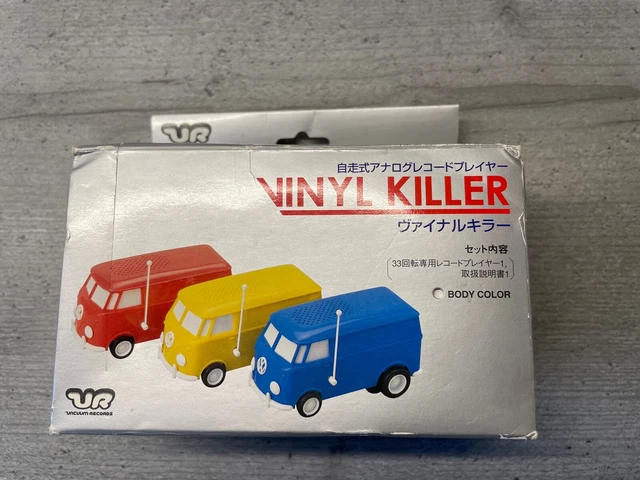 UR
自走式アナログレコードプレイヤー
VINYL KILLER
ヴァイナルキラー
セット内容
33回転専用レコードプレイヤー1,
取扱説明書1
BODY COLOR
UR
VACUUM RECORDS